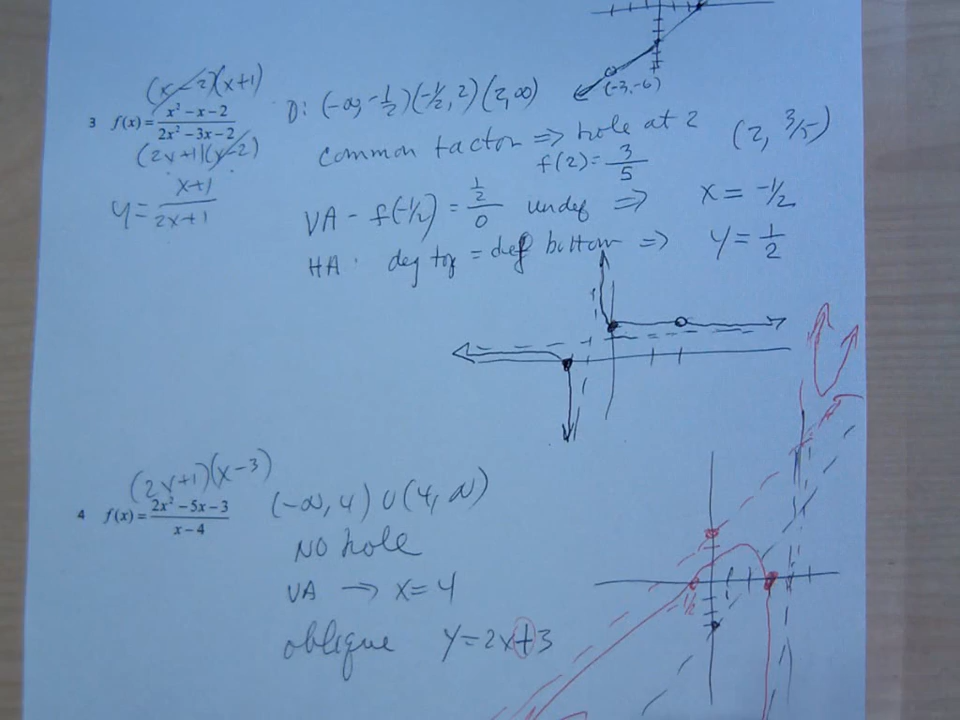 (-3,-6)
(x-2)(x+1)
3 f(x)= x² - x - 2 / 2x² - 3x - 2
(2x+1)(x-2)
y = x+1 / 2x+1
D: (-∞,-1/2)(-1/2,2)(2,∞)
common factor ⇒ hole at 2 (2, 3/5)
f(2) = 3/5
VA - f(-1/2) = 1/2 / 0 undef ⇒ x = -1/2
HA: deg top = deg bottom ⇒ y = 1/2
(2x+1)(x-3)
4 f(x)= 2x² - 5x - 3 / x - 4
(-∞,4) ∪ (4,∞)
NO hole
VA → x=4
oblique y=2x+3
1/2